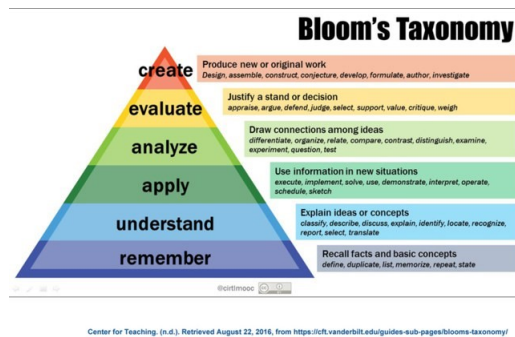 Bloom's Taxonomy
create
Produce new or original work
Design, assemble, construct, conjecture, develop, formulate, author, investigate
evaluate
Justify a stand or decision
appraise, argue, defend, judge, select, support, value, critique, weigh
analyze
Draw connections among ideas
differentiate, organize, relate, compare, contrast, distinguish, examine,
experiment, question, test
apply
Use information in new situations
execute, implement, solve, use, demonstrate, interpret, operate,
schedule, sketch
understand
Explain ideas or concepts
classify, describe, discuss, explain, identify, locate, recognize,
report, select, translate
remember
Recall facts and basic concepts
define, duplicate, list, memorize, repeat, state
@cirtlmooc
Center for Teaching. (n.d.). Retrieved August 22, 2016, from https://cft.vanderbilt.edu/guides-sub-pages/blooms-taxonomy/